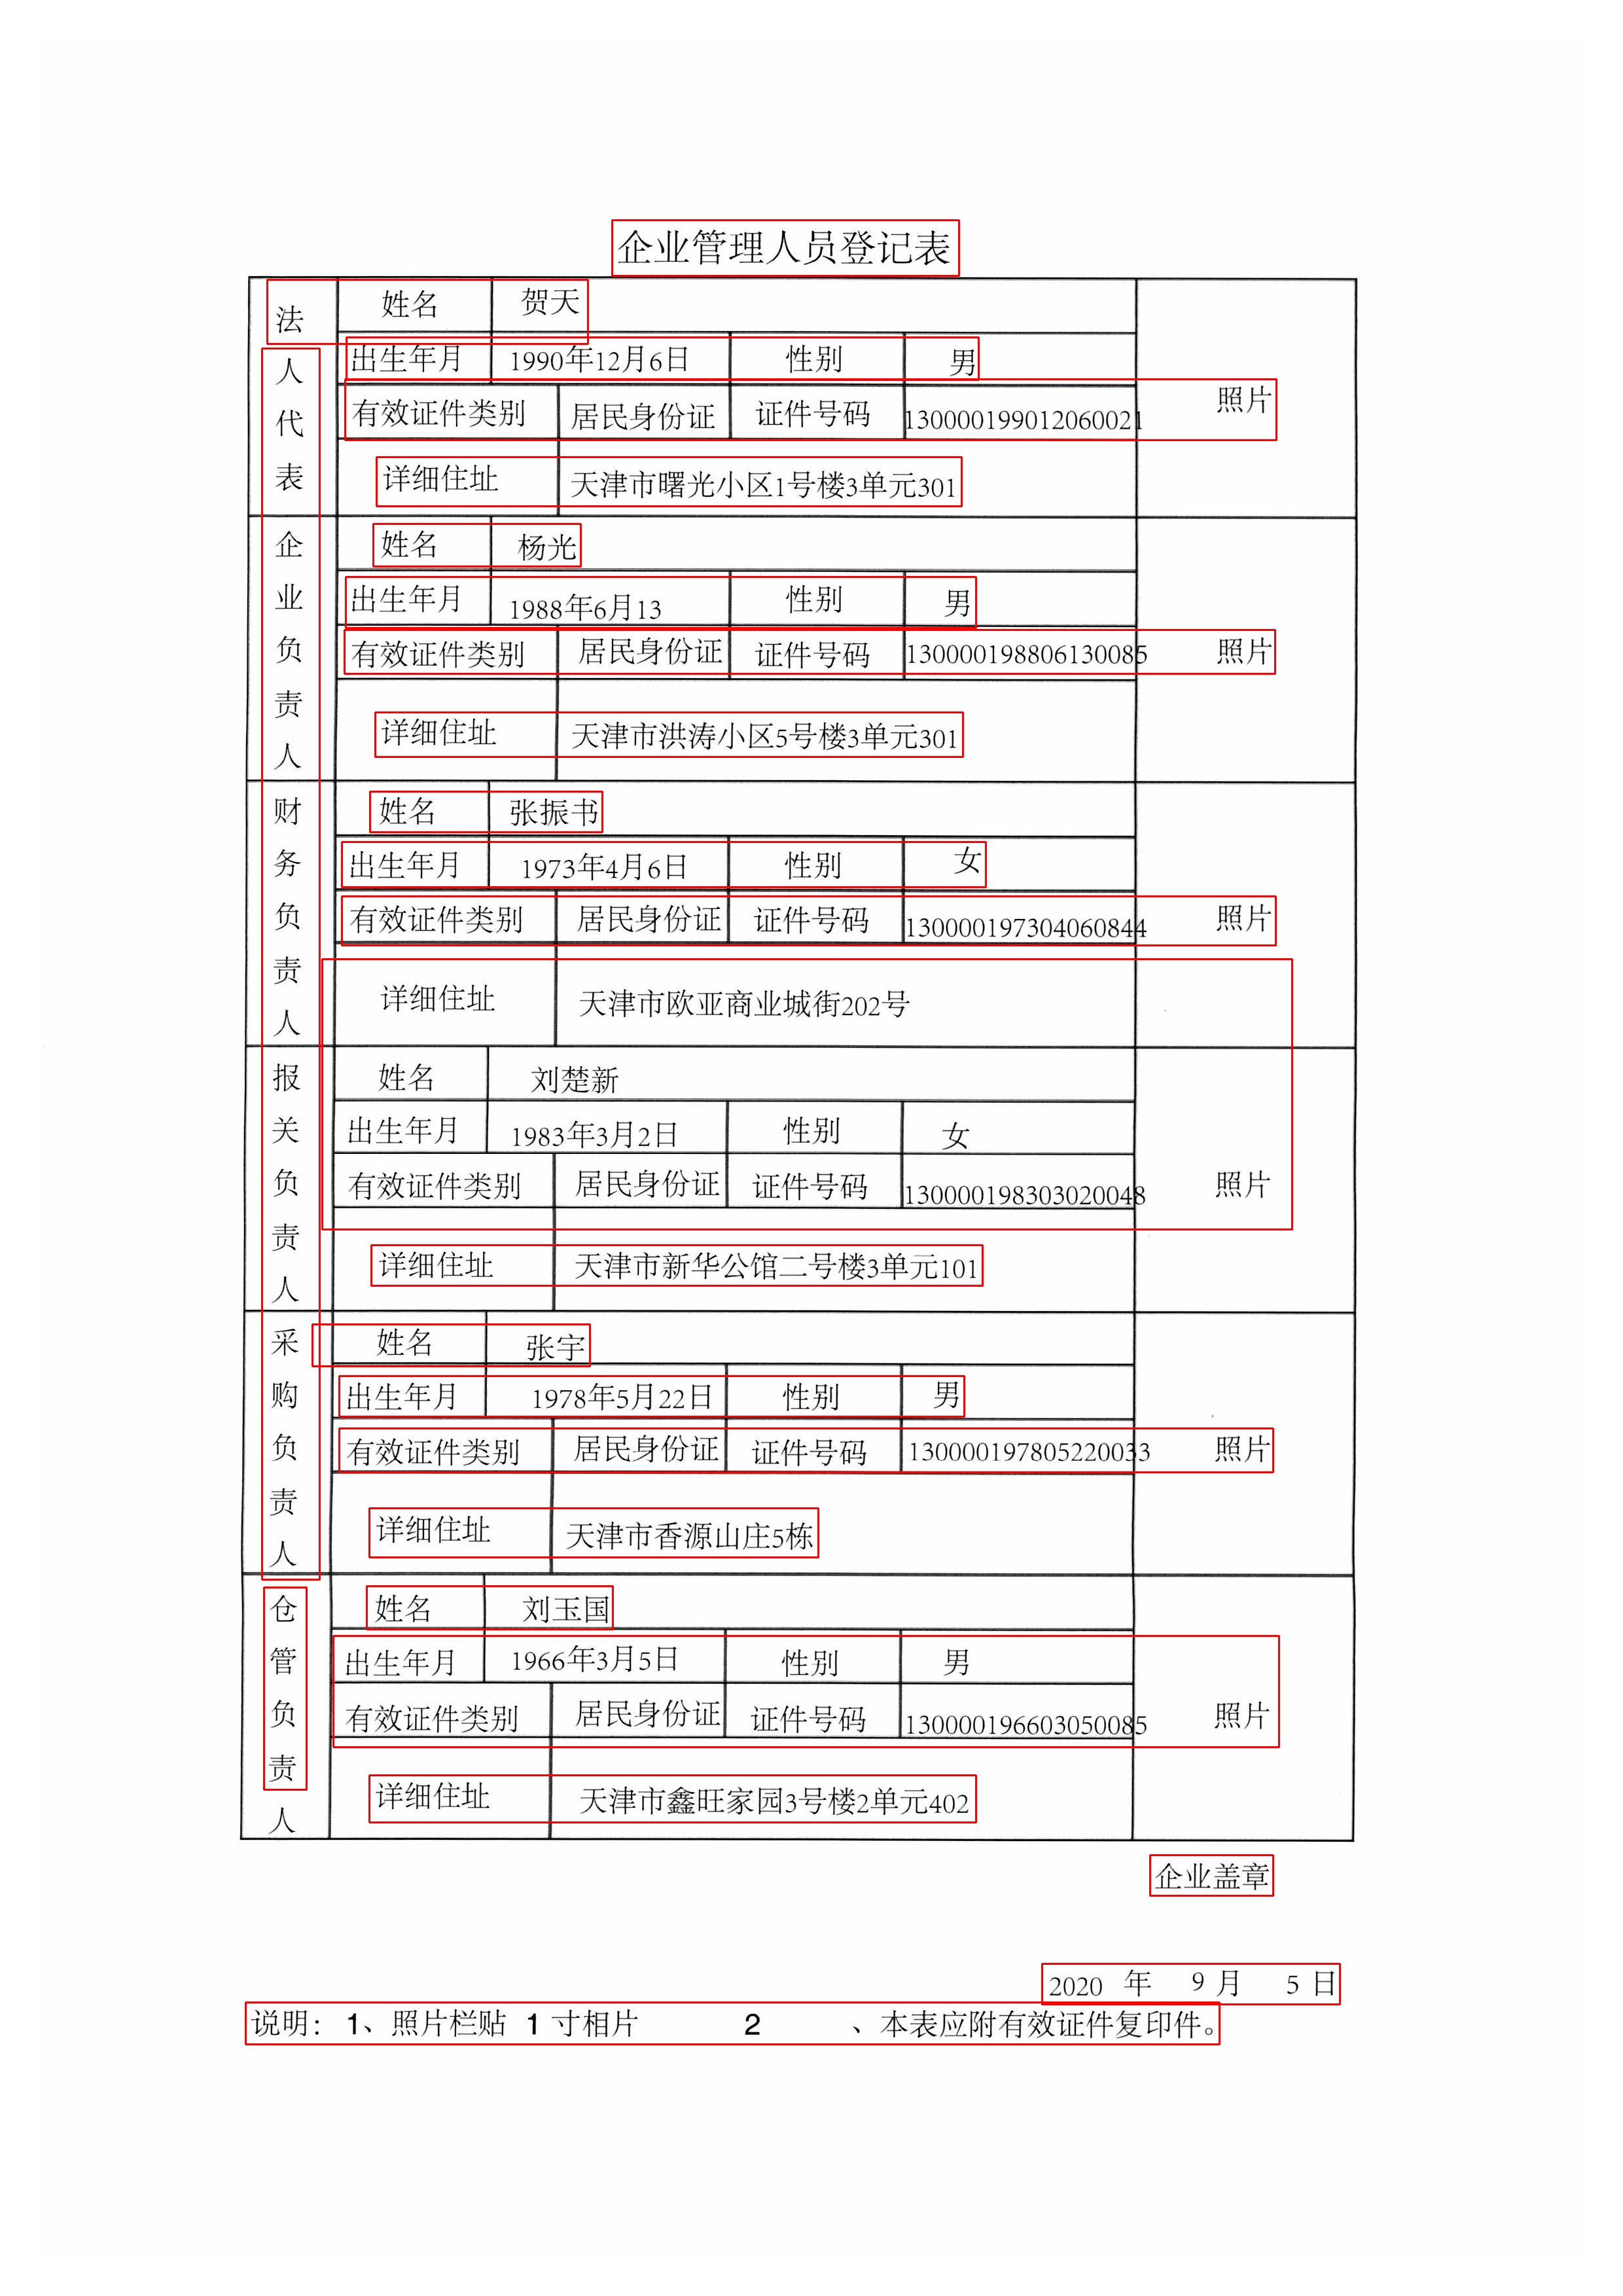 企业管理人员登记表
法人代表
姓名 贺天
出生年月 1990年12月6日 性别 男
有效证件类别 居民身份证 证件号码 130000199012060021 照片
详细住址 天津市曙光小区1号楼3单元301
企业负责人
姓名 杨光
出生年月 1988年6月13 性别 男
有效证件类别 居民身份证 证件号码 130000198806130085 照片
详细住址 天津市洪涛小区5号楼3单元301
财务负责人
姓名 张振书
出生年月 1973年4月6日 性别 女
有效证件类别 居民身份证 证件号码 130000197304060844 照片
详细住址 天津市欧亚商业城街202号
报关负责人
姓名 刘楚新
出生年月 1983年3月2日 性别 女
有效证件类别 居民身份证 证件号码 130000198303020048 照片
详细住址 天津市新华公馆二号楼3单元101
采购负责人
姓名 张宇
出生年月 1978年5月22日 性别 男
有效证件类别 居民身份证 证件号码 130000197805220033 照片
详细住址 天津市香源山庄5栋
仓管负责人
姓名 刘玉国
出生年月 1966年3月5日 性别 男
有效证件类别 居民身份证 证件号码 130000196603050085 照片
详细住址 天津市鑫旺家园3号楼2单元402
企业盖章
2020 年 9 月 5 日
说明: 1、照片栏贴 1 寸相片 2 、本表应附有效证件复印件。